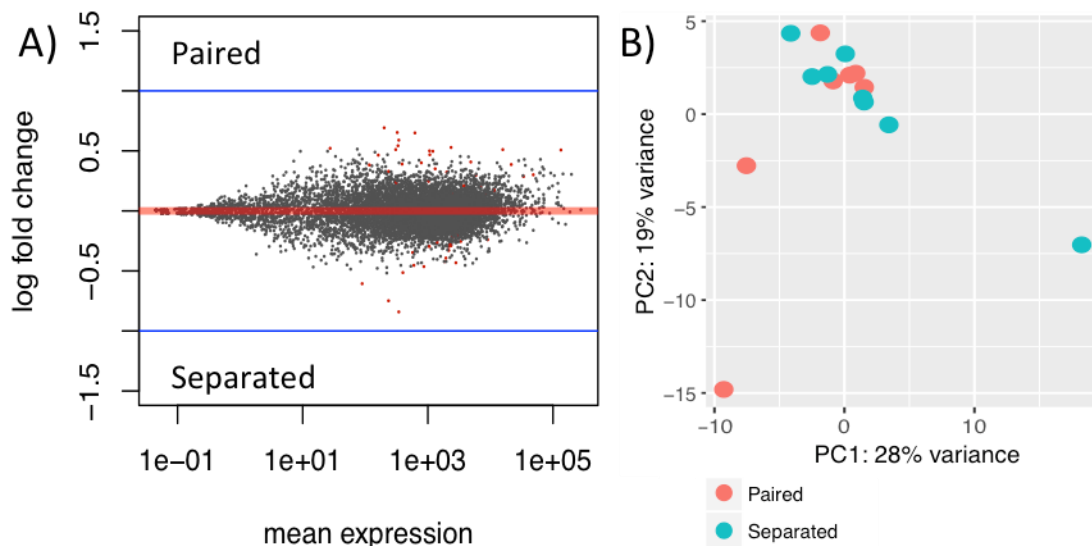 A)
Paired
Separated
log fold change
1.5
0.5
−0.5
−1.5
1e−01
1e+01
1e+03
1e+05
mean expression
B)
PC2: 19% variance
5
0
−5
−10
−15
−10
0
10
PC1: 28% variance
Paired
Separated